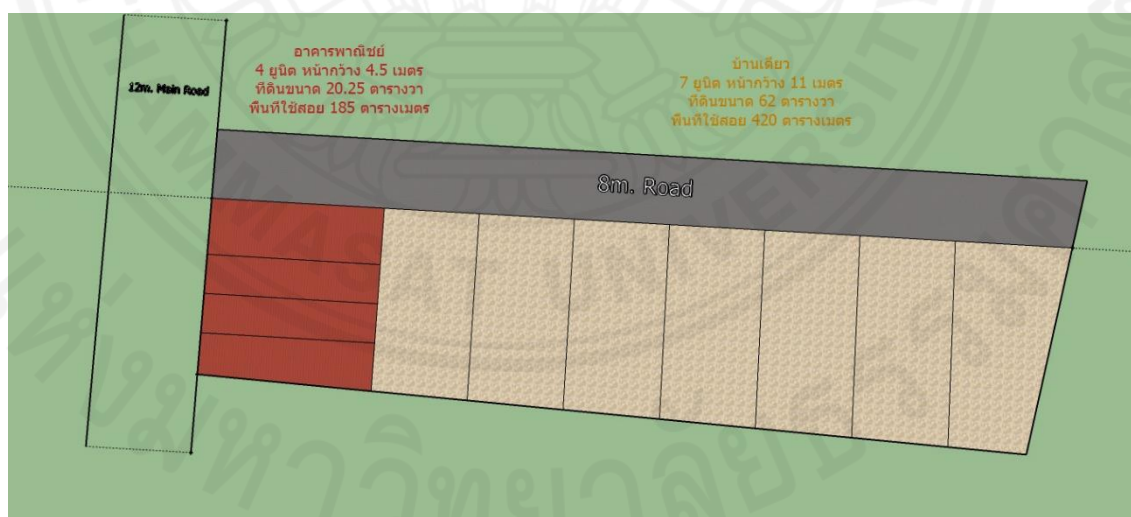 12m. Main Road
อาคารพาณิชย์
4 ยูนิต หน้ากว้าง 4.5 เมตร
ที่ดินขนาด 20.25 ตารางวา
พื้นที่ใช้สอย 185 ตารางเมตร
บ้านเดี่ยว
7 ยูนิต หน้ากว้าง 11 เมตร
ที่ดินขนาด 62 ตารางวา
พื้นที่ใช้สอย 420 ตารางเมตร
8m. Road
THAMMASAT UNIVERSITY